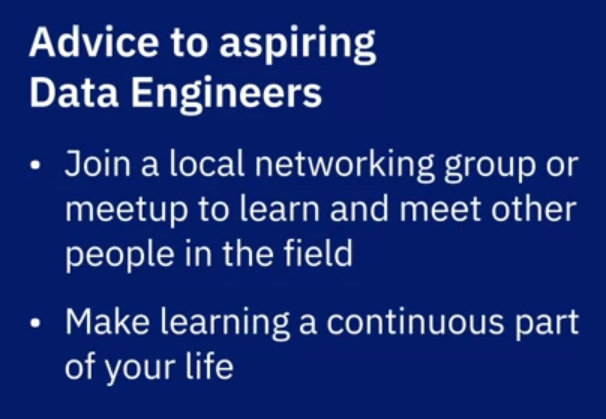 Advice to aspiring
Data Engineers
• Join a local networking group or
meetup to learn and meet other
people in the field
• Make learning a continuous part
of your life